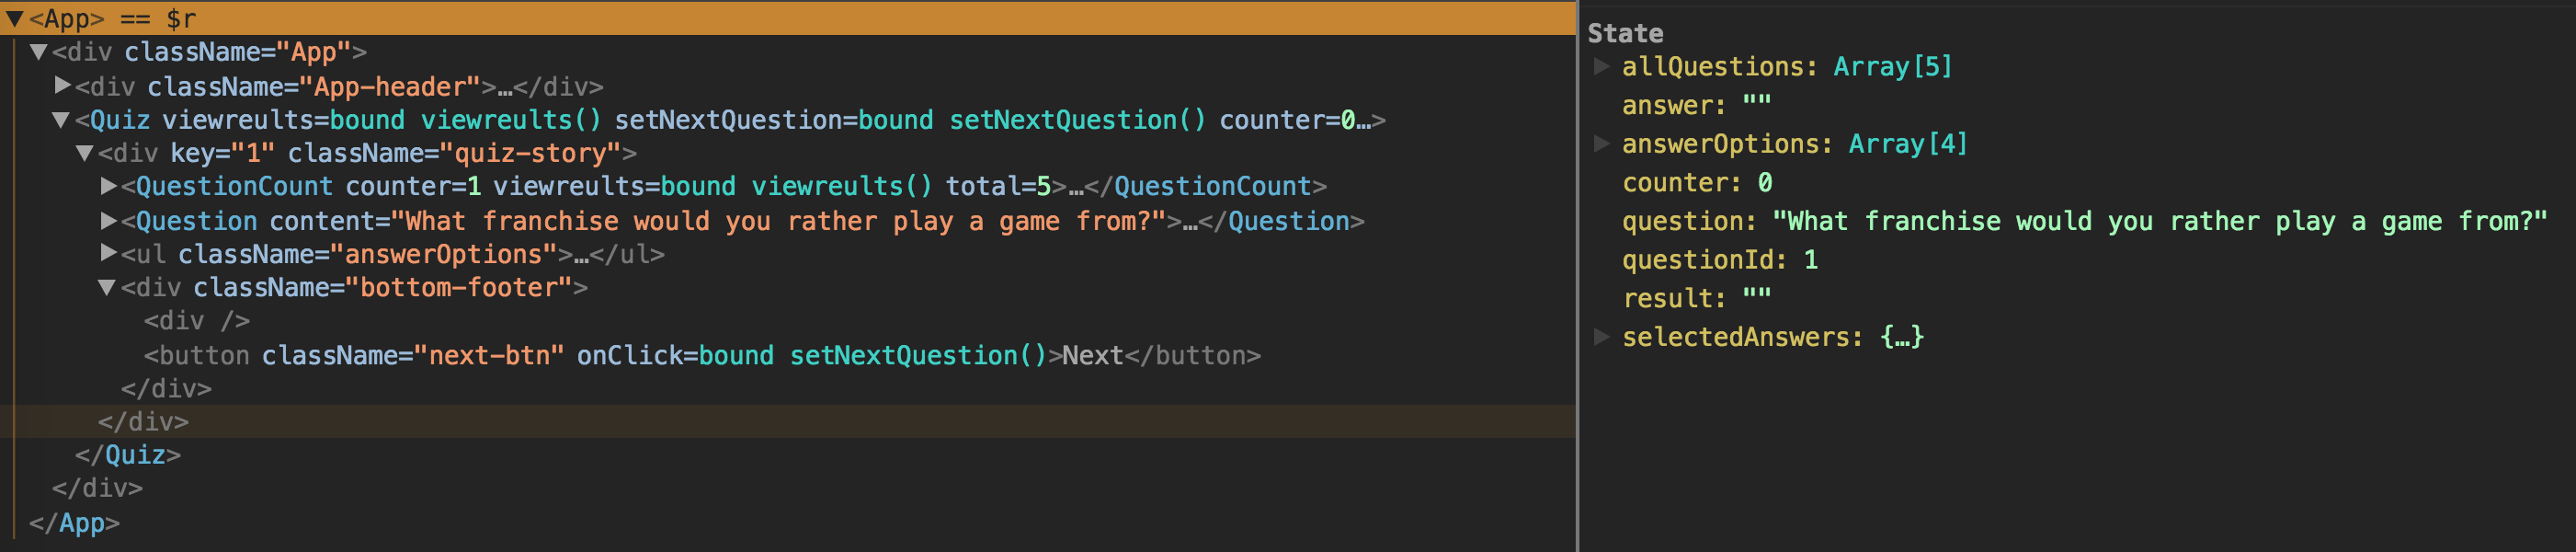 ▼<App> == $r
▼<div className="App">
▶<div className="App-header">…</div>
▼<Quiz viewreults=bound viewreults() setNextQuestion=bound setNextQuestion() counter=0…>
▼<div key="1" className="quiz-story">
▶<QuestionCount counter=1 viewreults=bound viewreults() total=5>…</QuestionCount>
▶<Question content="What franchise would you rather play a game from?">…</Question>
▶<ul className="answerOptions">…</ul>
▼<div className="bottom-footer">
<div />
<button className="next-btn" onClick=bound setNextQuestion()>Next</button>
</div>
</div>
</Quiz>
</div>
</App>
State
▶ allQuestions: Array[5]
answer: ""
▶ answerOptions: Array[4]
counter: 0
question: "What franchise would you rather play a game from?"
questionId: 1
result: ""
▶ selectedAnswers: {…}